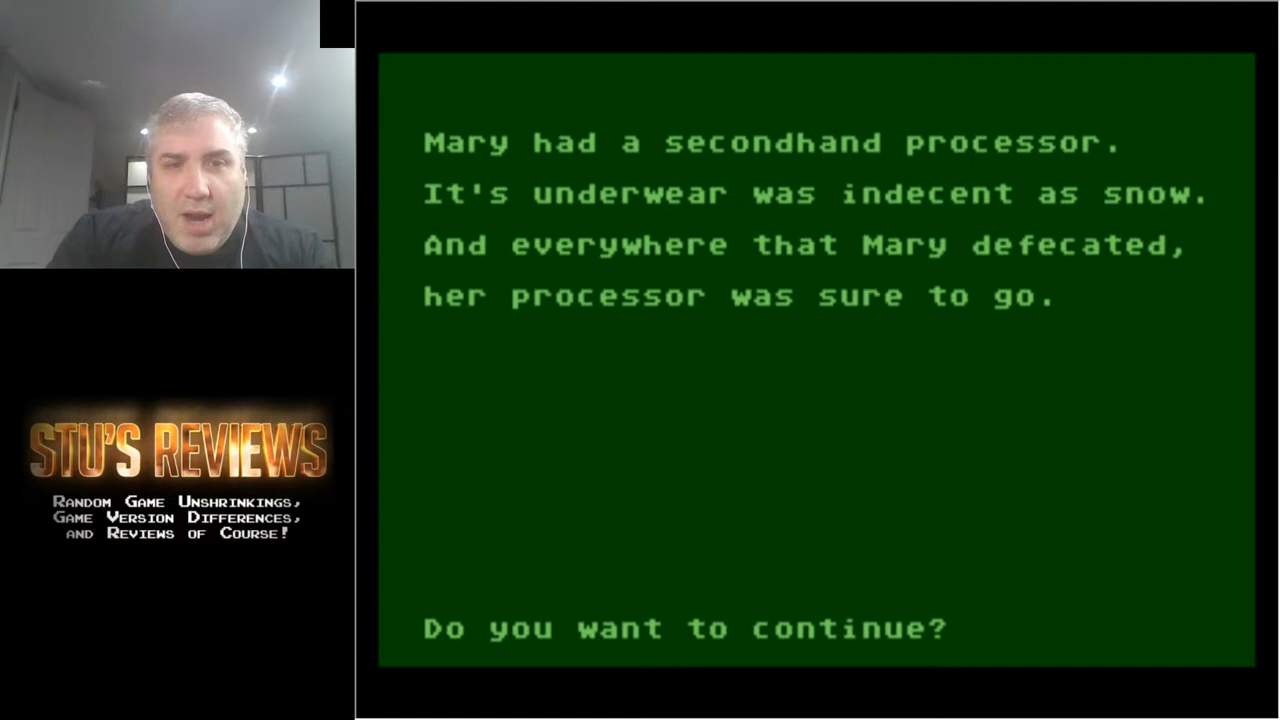 Mary had a secondhand processor.
It's underwear was indecent as snow.
And everywhere that Mary defecated,
her processor was sure to go.
Do you want to continue?
STU'S REVIEWS
RANDOM GAME UNSHRINKINGS,
GAME VERSION DIFFERENCES,
AND REVIEWS OF COURSE!